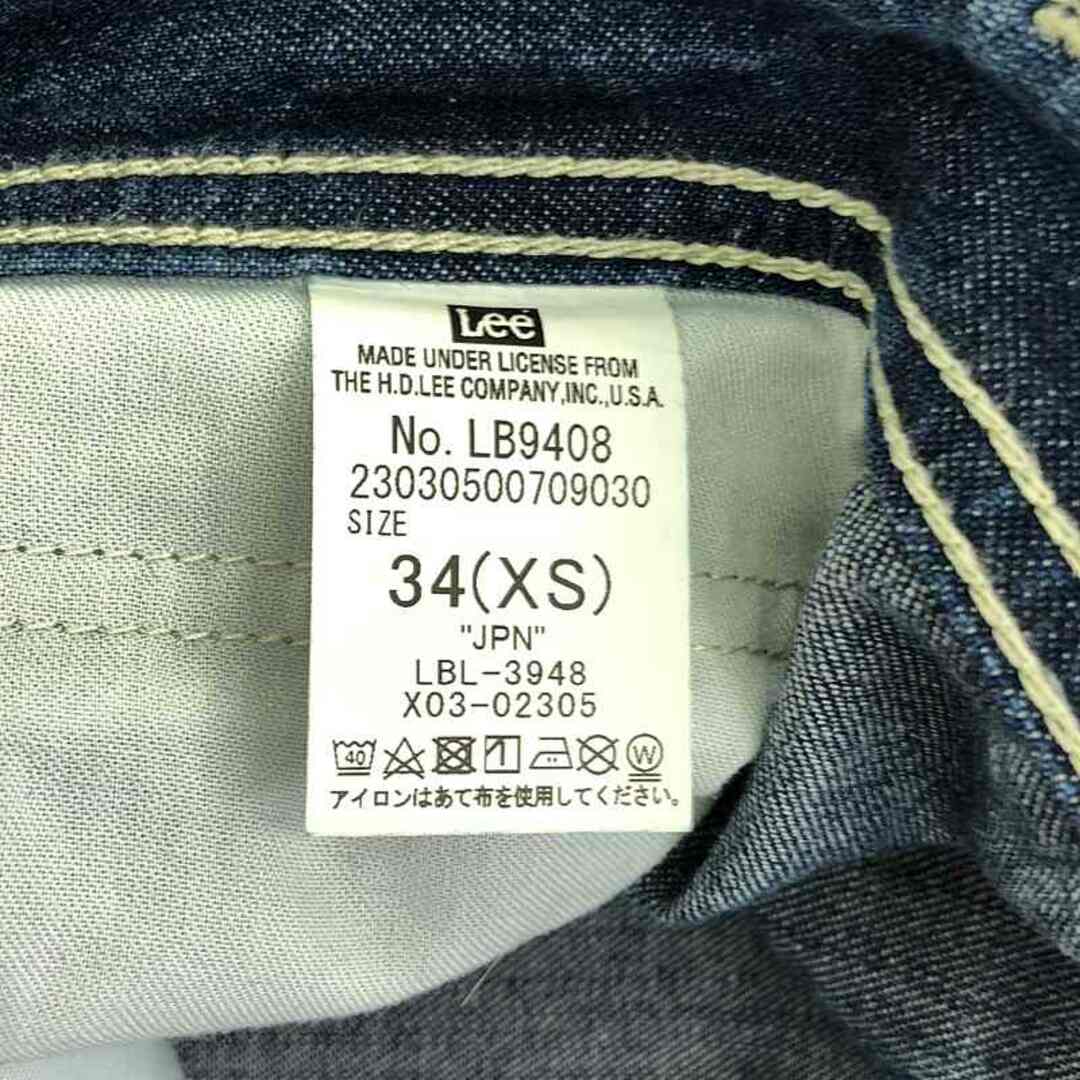 Lee
MADE UNDER LICENSE FROM
THE H.D.LEE COMPANY,INC.,U.S.A.
No. LB9408
23030500709030
SIZE
34(XS)
"JPN"
LBL-3948
X03-02305
40 W
アイロンはあて布を使用してください。